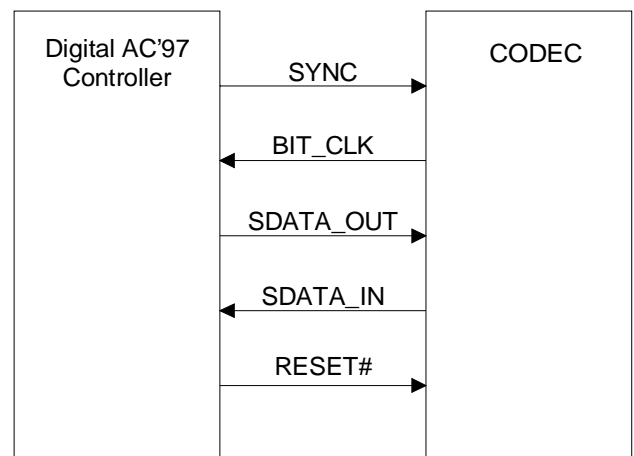 Digital AC’97
Controller
CODEC
SYNC
BIT_CLK
SDATA_OUT
SDATA_IN
RESET#